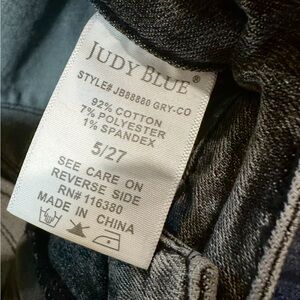 JUDY BLUE®
STYLE# JB88880 GRY-CO
92% COTTON
7% POLYESTER
1% SPANDEX
5/27
SEE CARE ON
REVERSE SIDE
RN# 116380
MADE IN CHINA